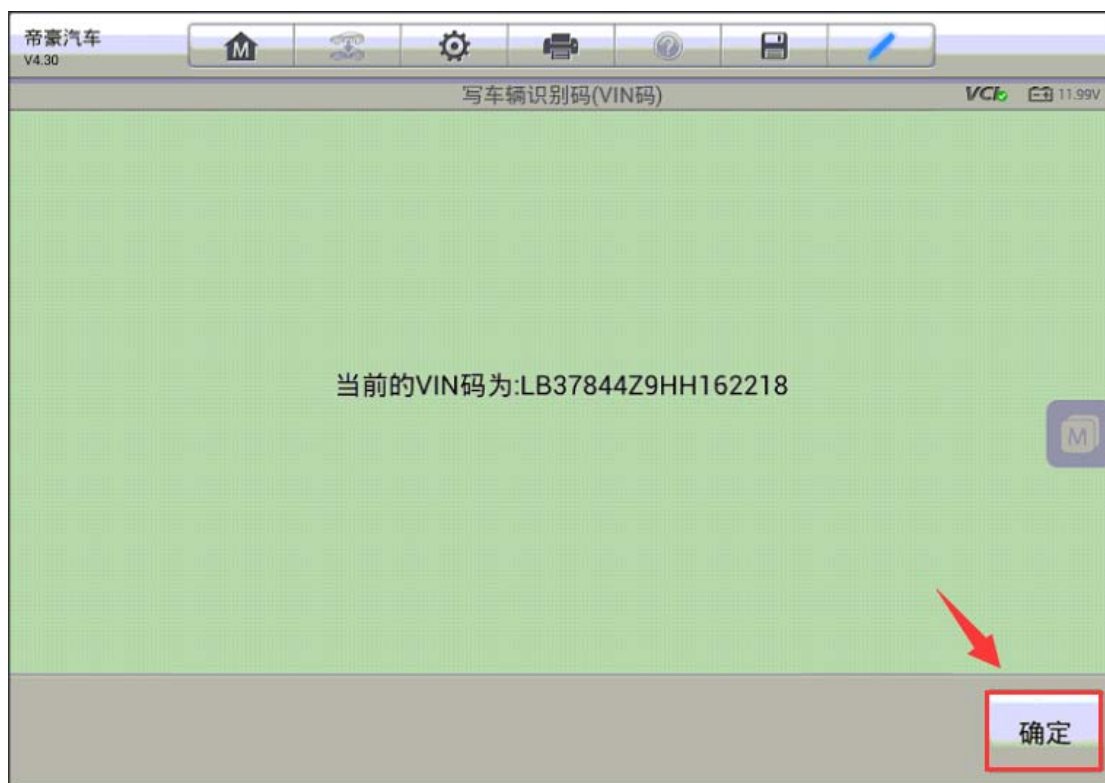 帝豪汽车
V4.30
M
写车辆识别码(VIN码)
VCI
11.99V
当前的VIN码为:LB37844Z9HH162218
M
确定